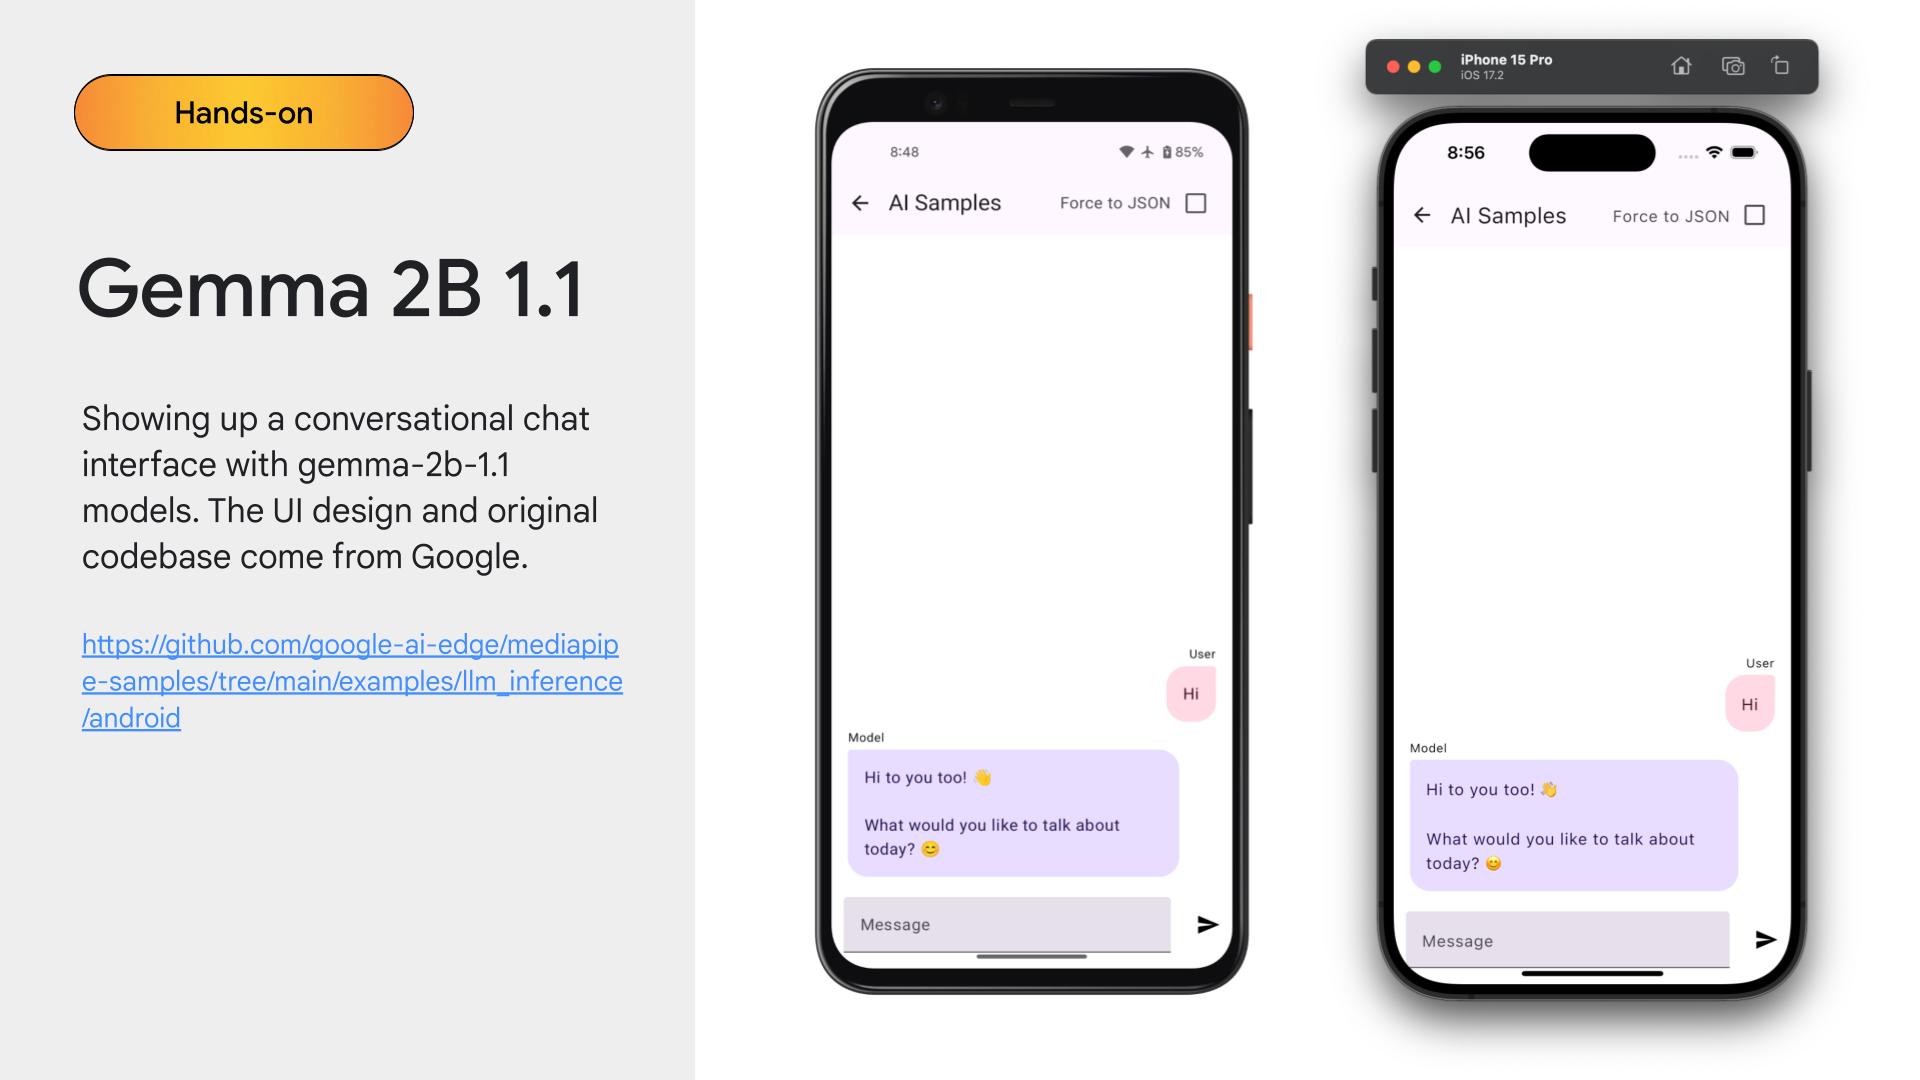 Hands-on
Gemma 2B 1.1
Showing up a conversational chat
interface with gemma-2b-1.1
models. The UI design and original
codebase come from Google.
https://github.com/google-ai-edge/mediapip
e-samples/tree/main/examples/llm_inference
/android
8:48
85%
AI Samples
Force to JSON
User
Hi
Model
Hi to you too! 👋
What would you like to talk about
today? 😊
Message
iPhone 15 Pro
iOS 17.2
8:56
AI Samples
Force to JSON
User
Hi
Model
Hi to you too! 👋
What would you like to talk about
today? 😊
Message